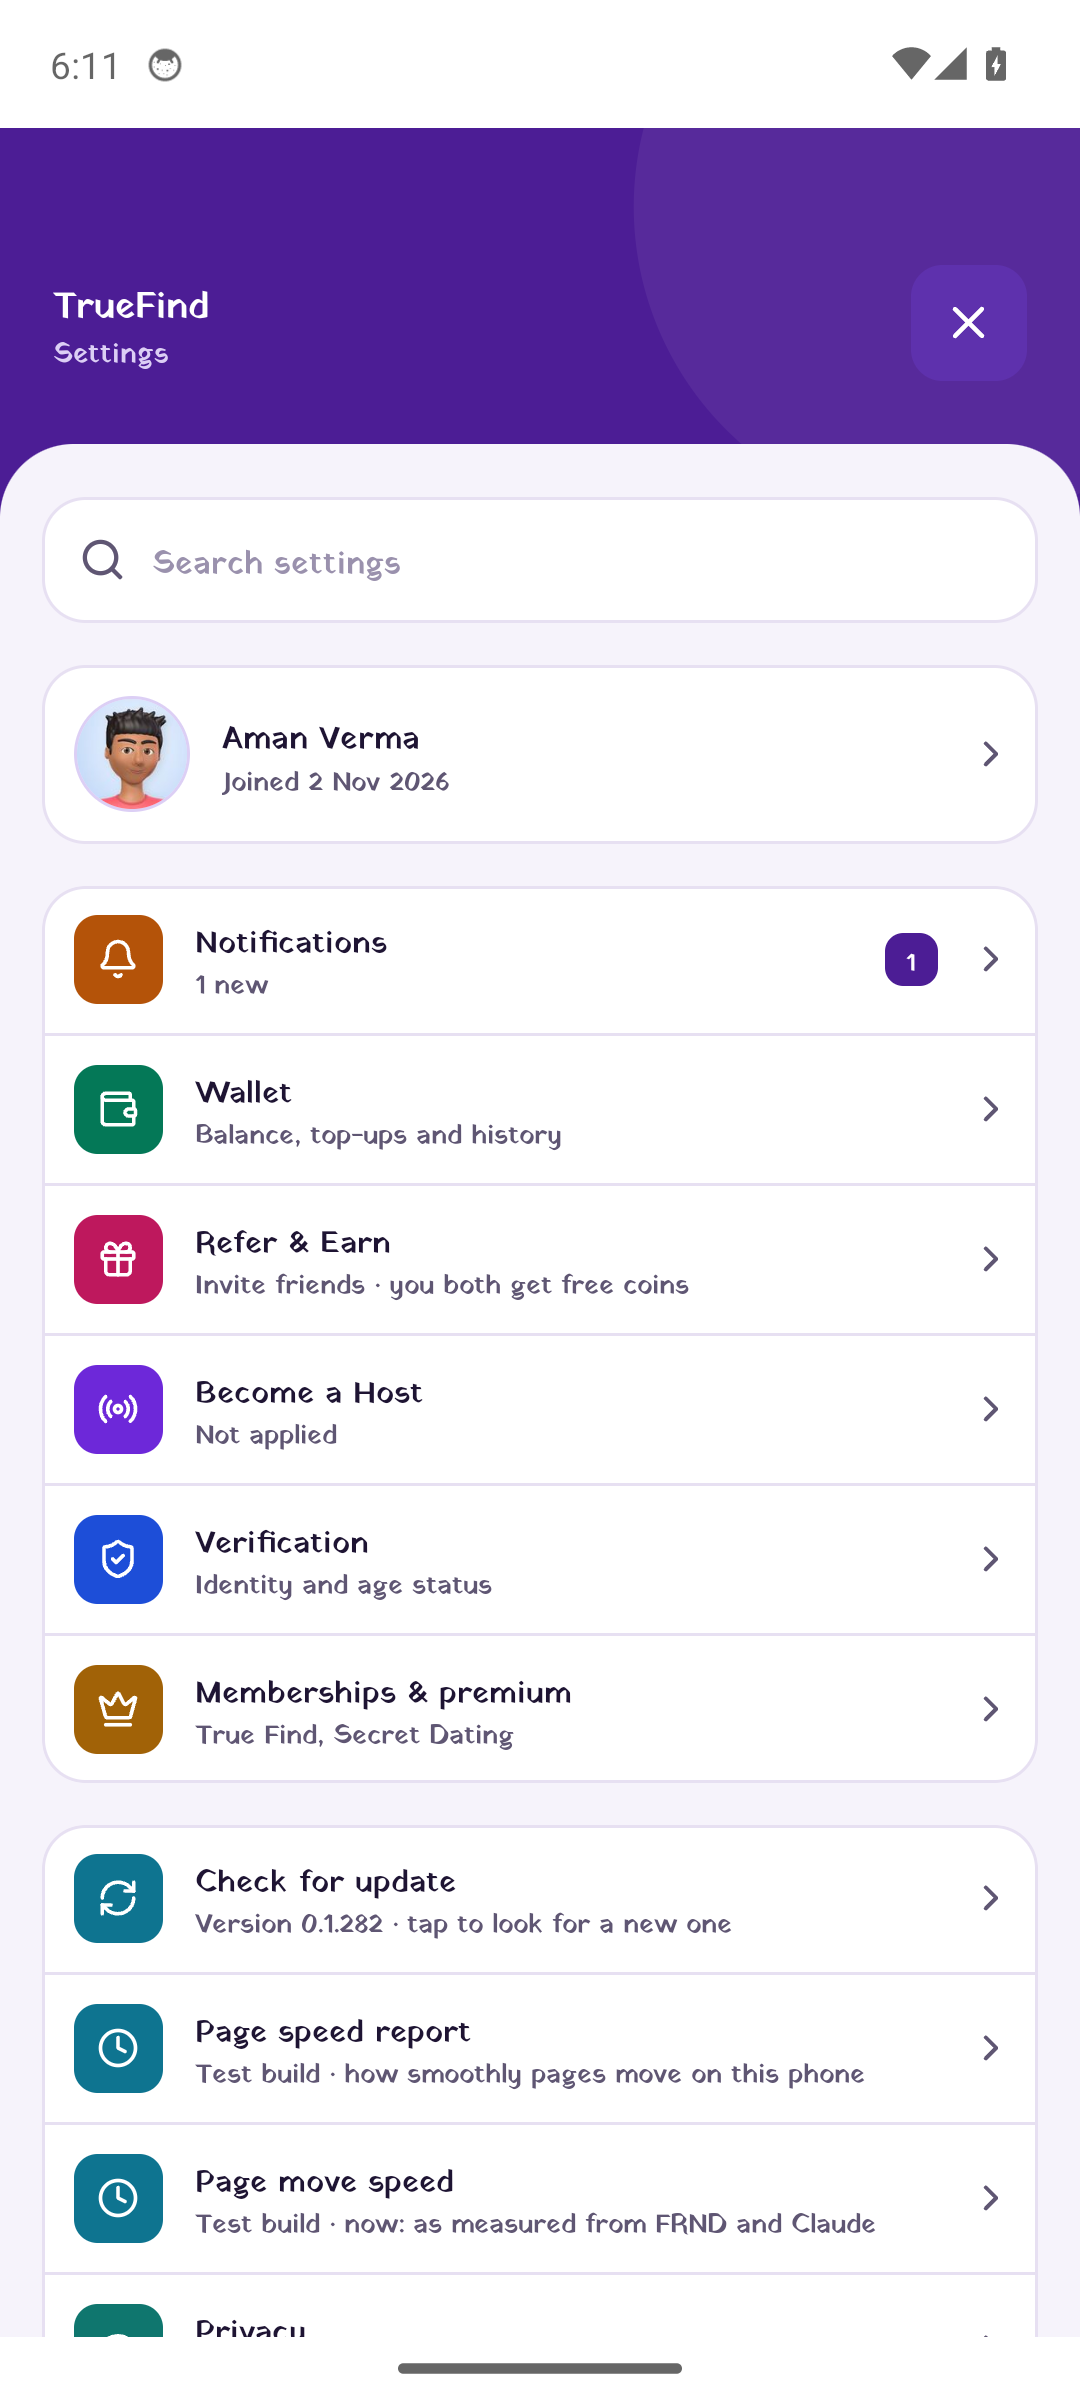 6:11
TrueFind
Settings
Search settings
Aman Verma
Joined 2 Nov 2026
Notifications
1 new
1
Wallet
Balance, top-ups and history
Refer & Earn
Invite friends · you both get free coins
Become a Host
Not applied
Verification
Identity and age status
Memberships & premium
True Find, Secret Dating
Check for update
Version 0.1.282 · tap to look for a new one
Page speed report
Test build · how smoothly pages move on this phone
Page move speed
Test build · now: as measured from FRND and Claude
Privacy